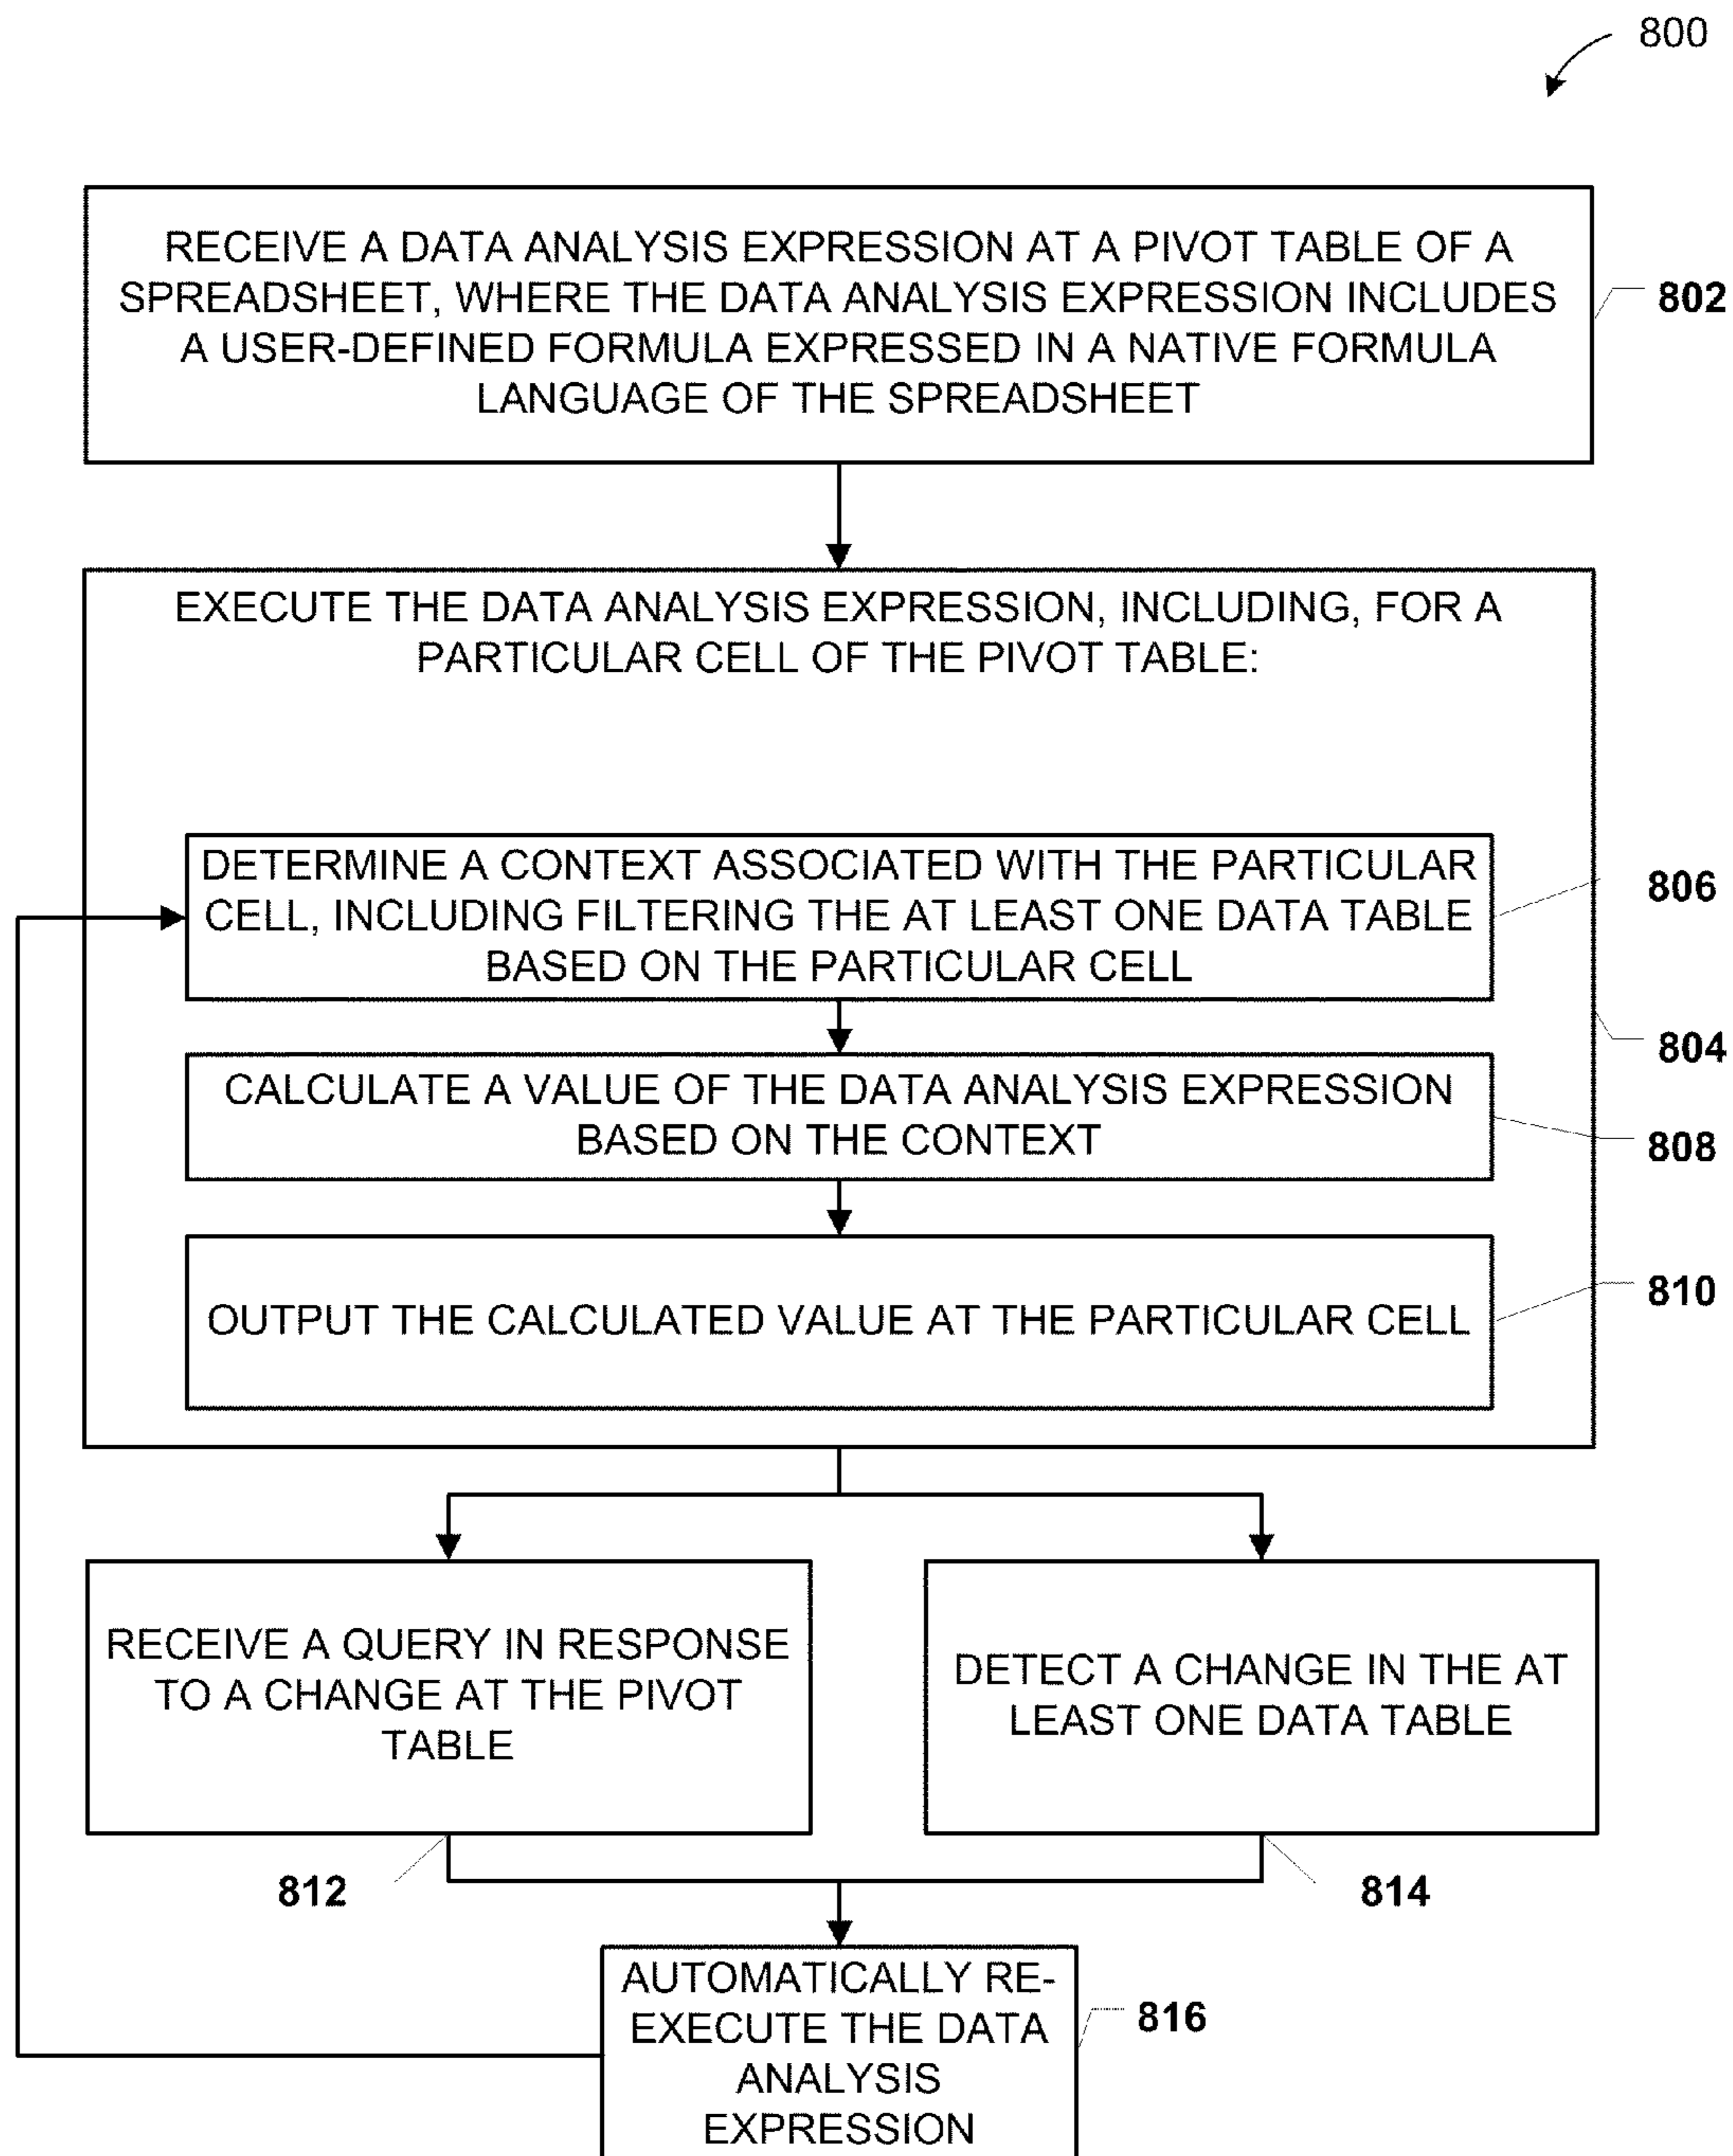 800
RECEIVE A DATA ANALYSIS EXPRESSION AT A PIVOT TABLE OF A
SPREADSHEET, WHERE THE DATA ANALYSIS EXPRESSION INCLUDES
A USER-DEFINED FORMULA EXPRESSED IN A NATIVE FORMULA
LANGUAGE OF THE SPREADSHEET
802
EXECUTE THE DATA ANALYSIS EXPRESSION, INCLUDING, FOR A
PARTICULAR CELL OF THE PIVOT TABLE:
DETERMINE A CONTEXT ASSOCIATED WITH THE PARTICULAR
CELL, INCLUDING FILTERING THE AT LEAST ONE DATA TABLE
BASED ON THE PARTICULAR CELL
806
804
CALCULATE A VALUE OF THE DATA ANALYSIS EXPRESSION
BASED ON THE CONTEXT
808
OUTPUT THE CALCULATED VALUE AT THE PARTICULAR CELL
810
RECEIVE A QUERY IN RESPONSE
TO A CHANGE AT THE PIVOT
TABLE
812
DETECT A CHANGE IN THE AT
LEAST ONE DATA TABLE
814
AUTOMATICALLY RE-
EXECUTE THE DATA
ANALYSIS
EXPRESSION
816